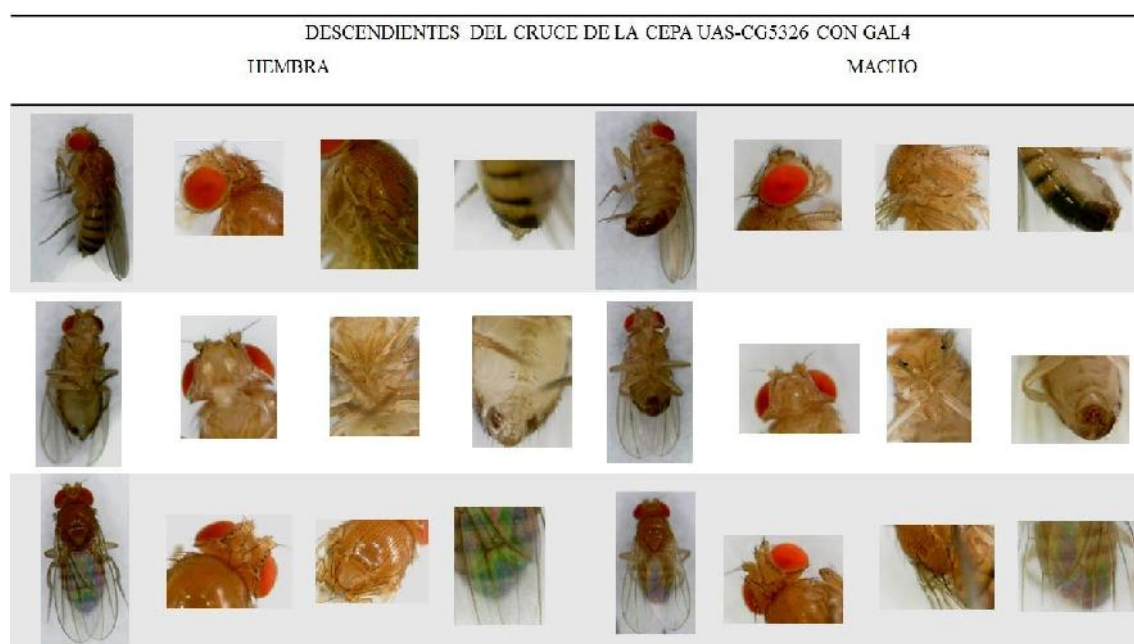 DESCENDIENTES DEL CRUCE DE LA CEPA UAS-CG5326 CON GAL4
HEMBRA
MACHO